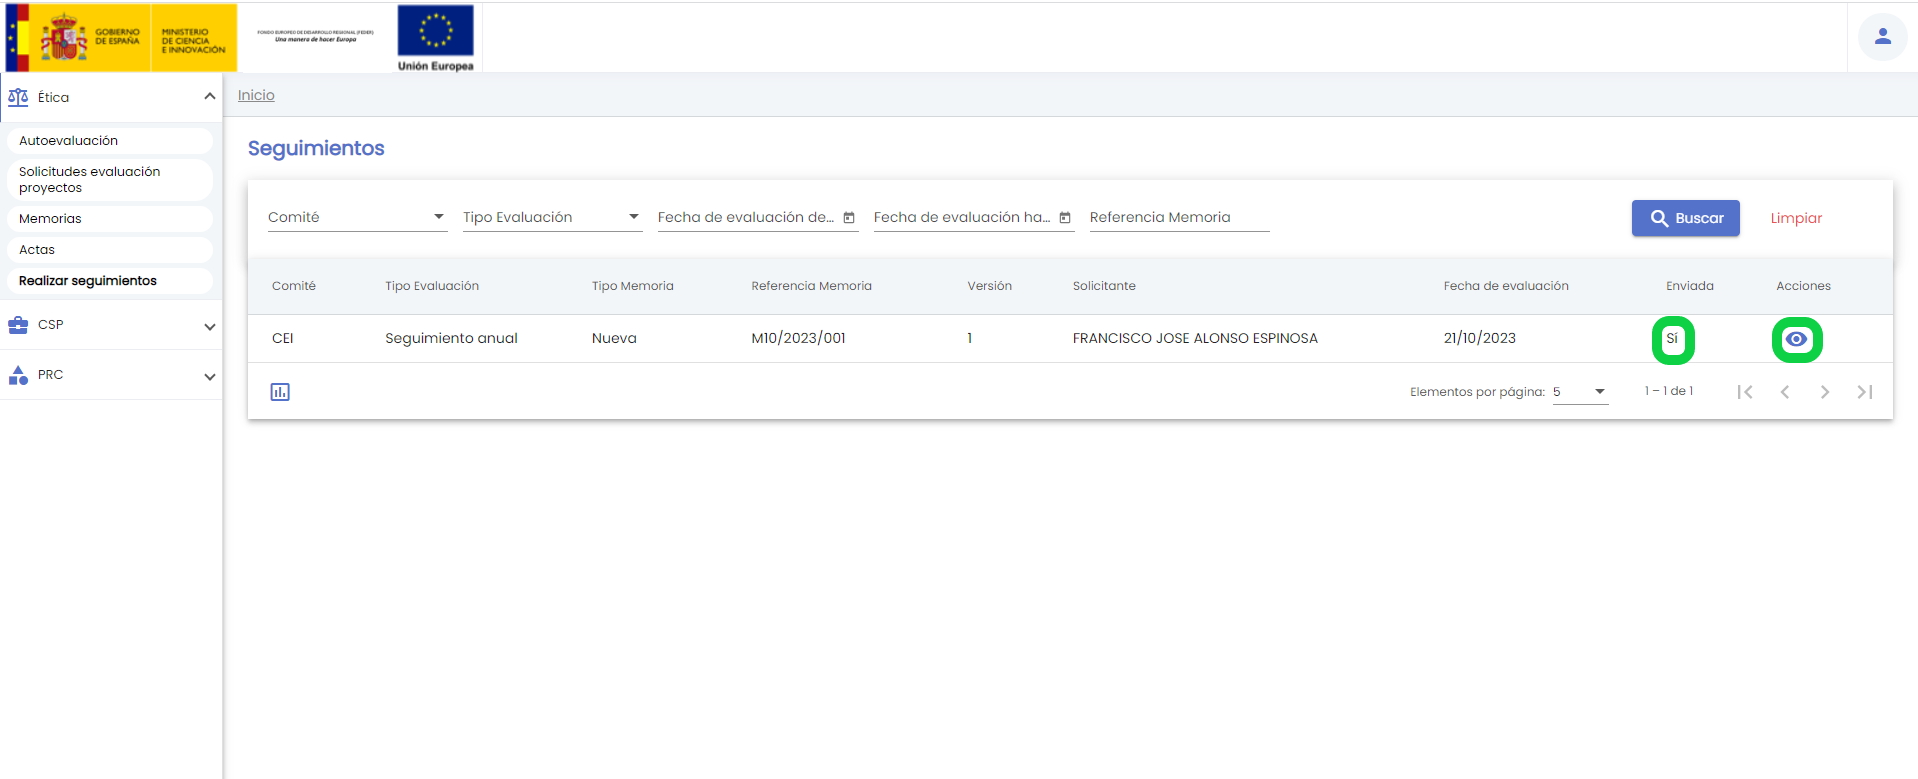 GOBIERNO
DE ESPAÑA
MINISTERIO
DE CIENCIA
E INNOVACIÓN
FONDO EUROPEO DE DESARROLLO REGIONAL (FEDER)
Una manera de hacer Europa
Unión Europea
Ética
Inicio
Autoevaluación
Solicitudes evaluación
proyectos
Memorias
Actas
Realizar seguimientos
CSP
PRC
Seguimientos
Comité Tipo Evaluación Fecha de evaluación de... Fecha de evaluación ha... Referencia Memoria Buscar Limpiar
Comité Tipo Evaluación Tipo Memoria Referencia Memoria Versión Solicitante Fecha de evaluación Enviada Acciones
CEI Seguimiento anual Nueva M10/2023/001 1 FRANCISCO JOSE ALONSO ESPINOSA 21/10/2023 Sí
Elementos por página: 5 1 – 1 de 1